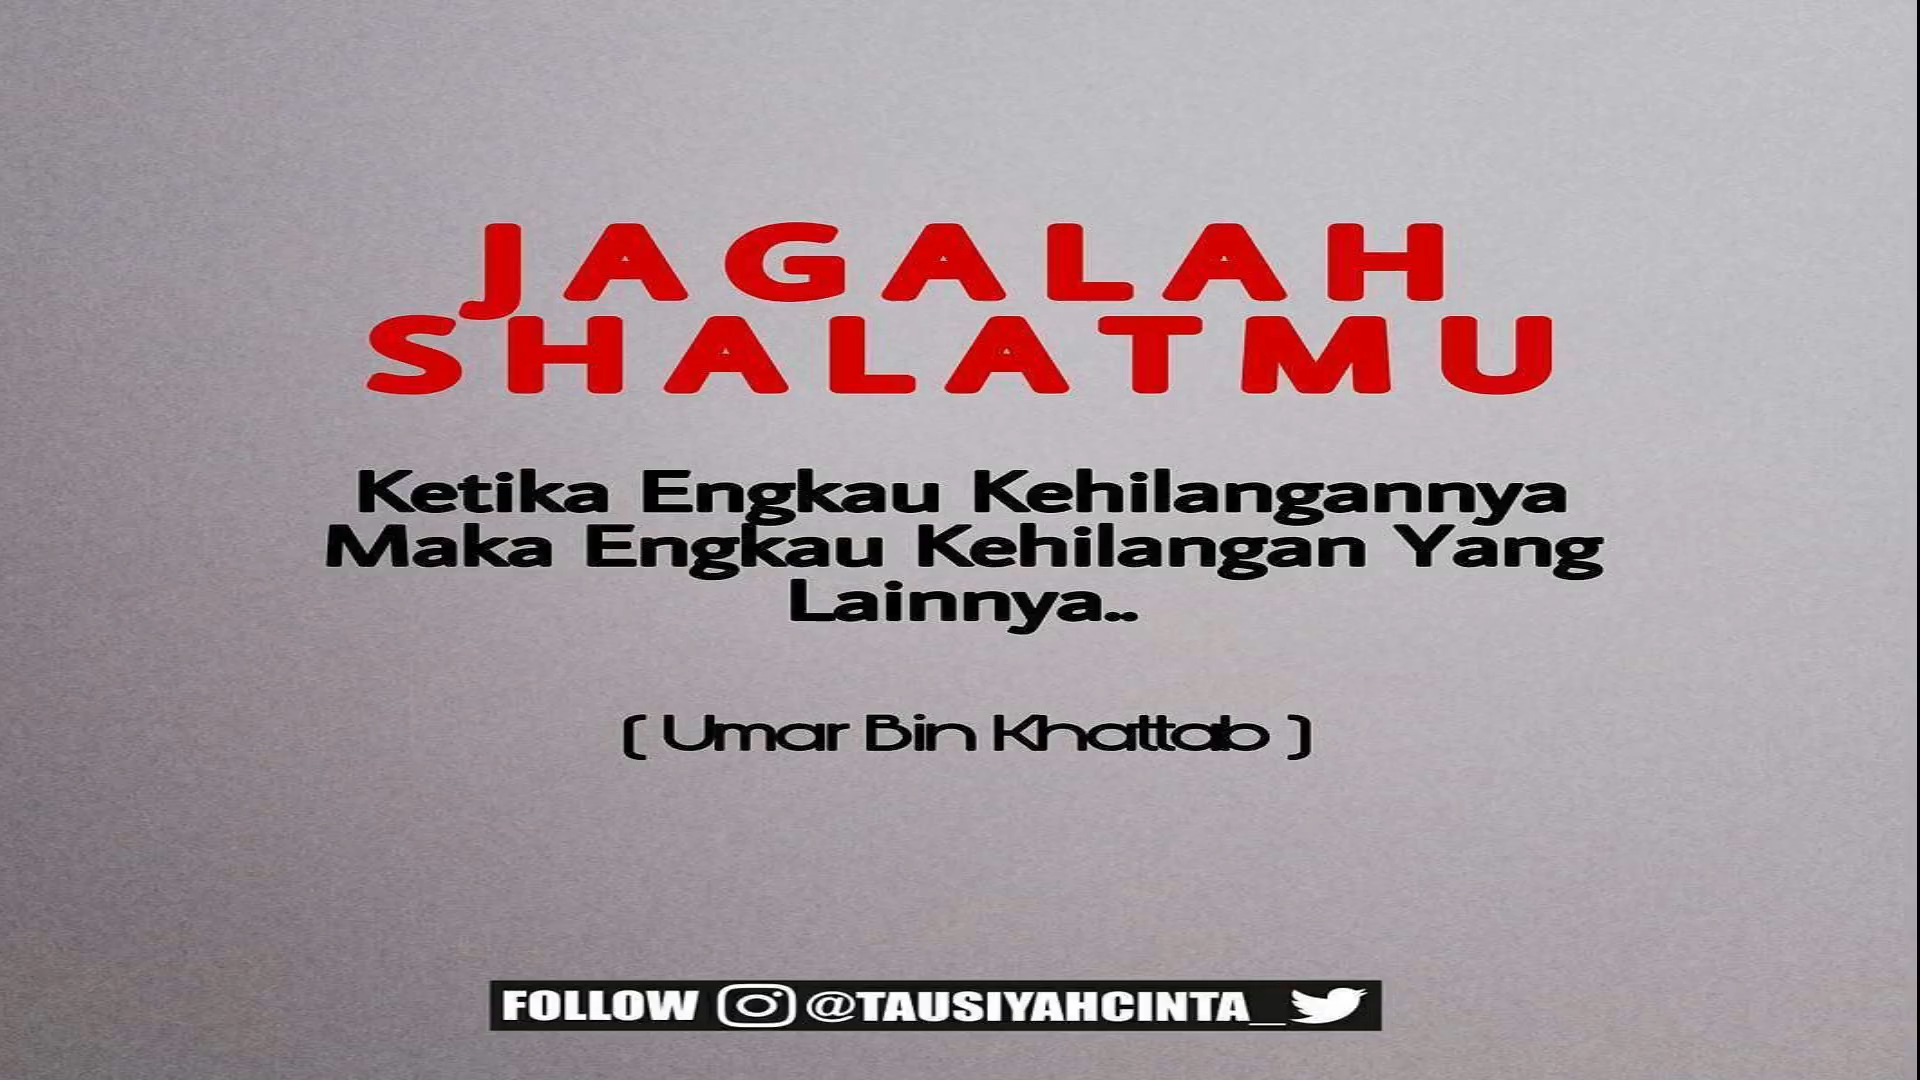 JAGALAH
SHALATMU
Ketika Engkau Kehilangannya
Maka Engkau Kehilangan Yang
Lainnya..
( Umar Bin Khattab )
FOLLOW @TAUSIYAHCINTA_